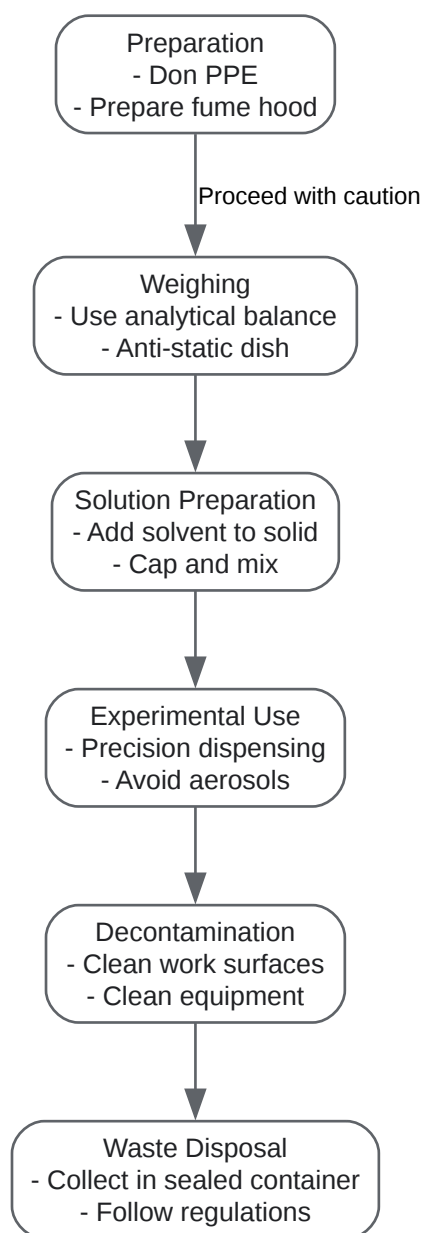 Preparation
- Don PPE
- Prepare fume hood
Proceed with caution
Weighing
- Use analytical balance
- Anti-static dish
Solution Preparation
- Add solvent to solid
- Cap and mix
Experimental Use
- Precision dispensing
- Avoid aerosols
Decontamination
- Clean work surfaces
- Clean equipment
Waste Disposal
- Collect in sealed container
- Follow regulations